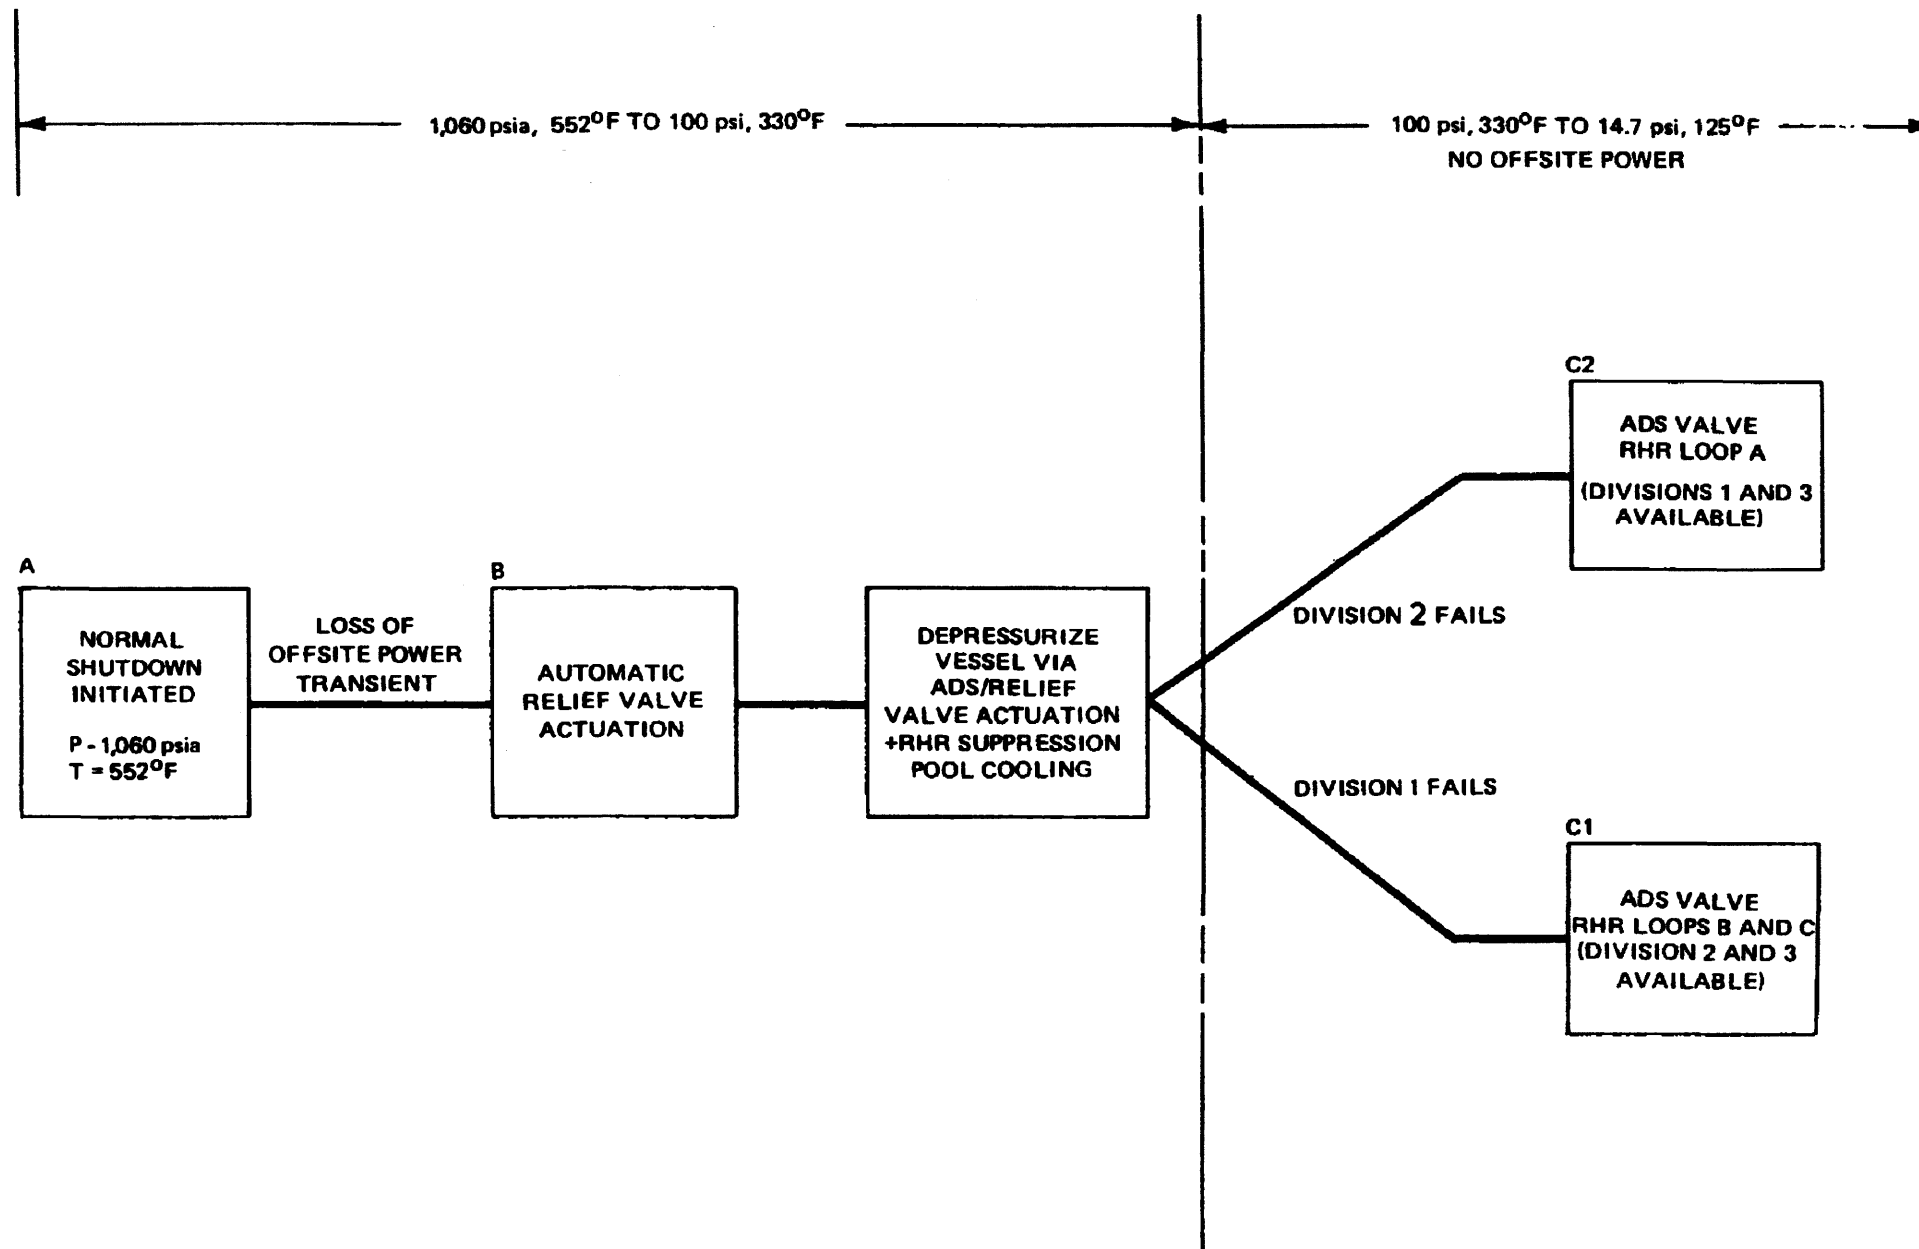 1,060 psia, 552°F TO 100 psi, 330°F
100 psi, 330°F TO 14.7 psi, 125°F
NO OFFSITE POWER
C2
ADS VALVE
RHR LOOP A
(DIVISIONS 1 AND 3
AVAILABLE)
A
NORMAL
SHUTDOWN
INITIATED
P - 1,060 psia
T = 552°F
LOSS OF
OFFSITE POWER
TRANSIENT
B
AUTOMATIC
RELIEF VALVE
ACTUATION
DEPRESSURIZE
VESSEL VIA
ADS/RELIEF
VALVE ACTUATION
+RHR SUPPRESSION
POOL COOLING
DIVISION 2 FAILS
DIVISION 1 FAILS
C1
ADS VALVE
RHR LOOPS B AND C
(DIVISION 2 AND 3
AVAILABLE)